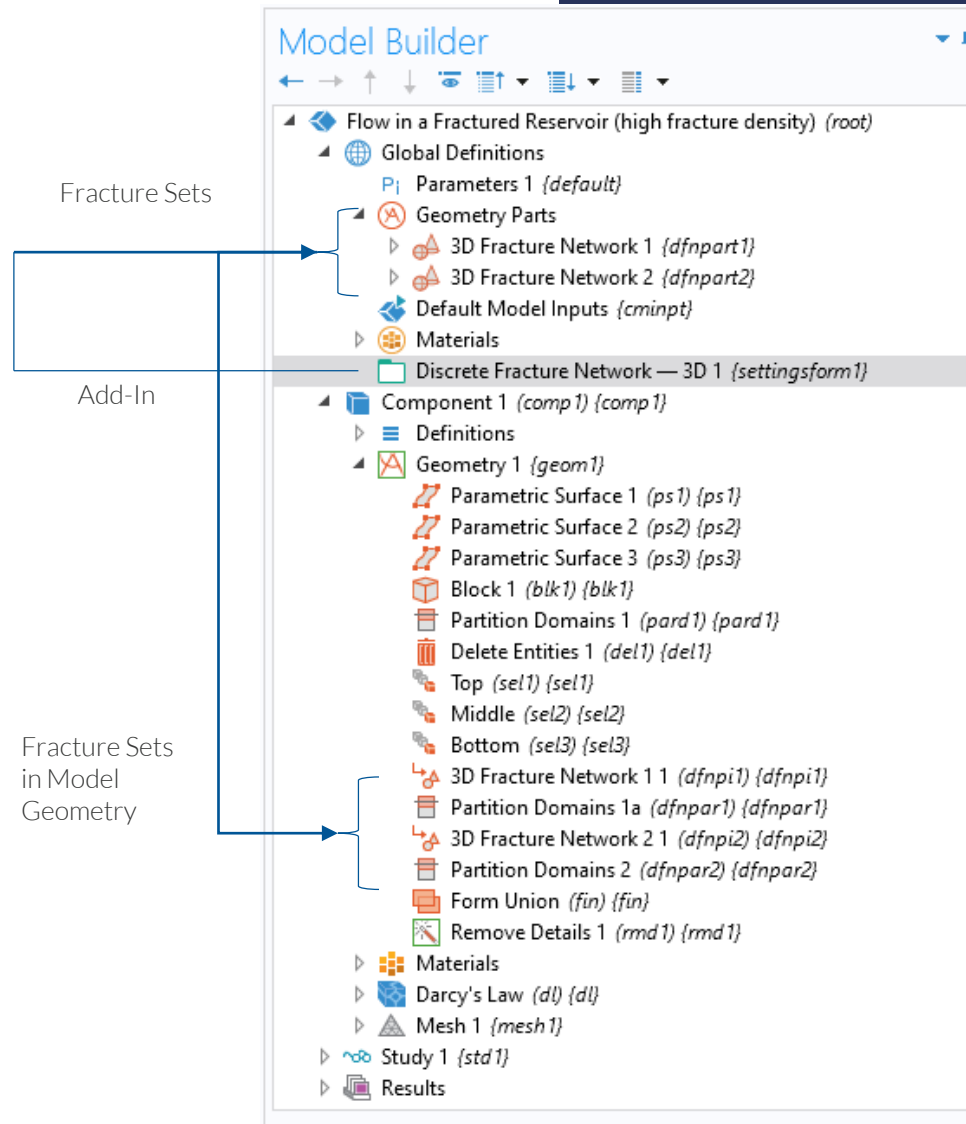 Model Builder
Flow in a Fractured Reservoir (high fracture density) (root)
Global Definitions
Pi Parameters 1 {default}
Fracture Sets
Geometry Parts
3D Fracture Network 1 {dfnpart1}
3D Fracture Network 2 {dfnpart2}
Default Model Inputs {cminpt}
Materials
Discrete Fracture Network — 3D 1 {settingsform1}
Add-In
Component 1 (comp1) {comp1}
Definitions
Geometry 1 {geom1}
Parametric Surface 1 (ps1) {ps1}
Parametric Surface 2 (ps2) {ps2}
Parametric Surface 3 (ps3) {ps3}
Block 1 (blk1) {blk1}
Partition Domains 1 (pard1) {pard1}
Delete Entities 1 (del1) {del1}
Top (sel1) {sel1}
Middle (sel2) {sel2}
Bottom (sel3) {sel3}
Fracture Sets
in Model
Geometry
3D Fracture Network 1 1 (dfnpi1) {dfnpi1}
Partition Domains 1a (dfnpar1) {dfnpar1}
3D Fracture Network 2 1 (dfnpi2) {dfnpi2}
Partition Domains 2 (dfnpar2) {dfnpar2}
Form Union (fin) {fin}
Remove Details 1 (rmd1) {rmd1}
Materials
Darcy's Law (dl) {dl}
Mesh 1 {mesh1}
Study 1 {std1}
Results